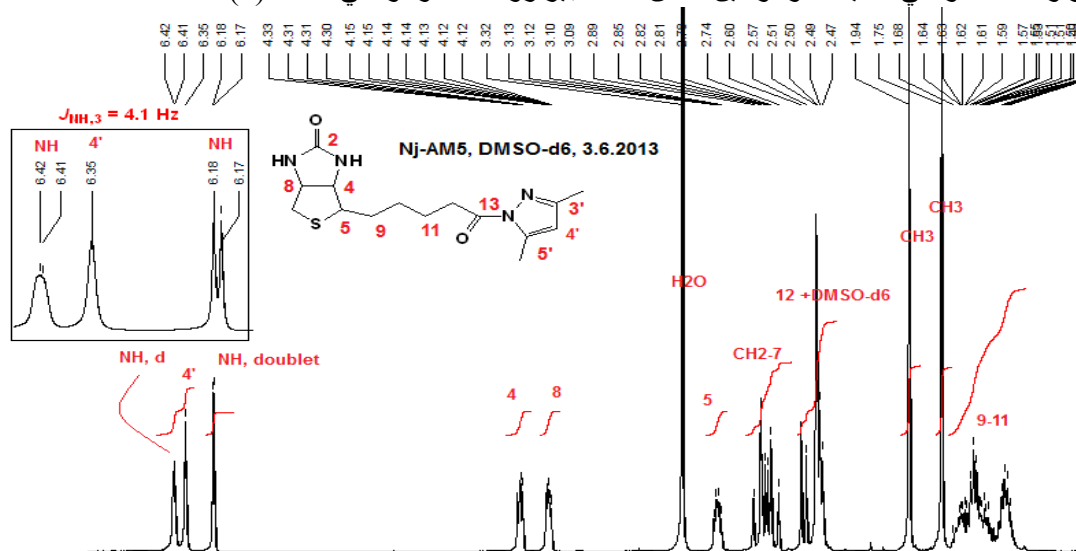 6.42 6.41 6.35 6.18 6.17 4.33 4.31 4.31 4.30 4.15 4.15 4.14 4.14 4.13 4.12 4.12 3.32 3.13 3.12 3.10 3.09 2.89 2.85 2.82 2.81 2.74 2.60 2.57 2.51 2.50 2.49 2.47 1.94 1.75 1.68 1.64 1.62 1.61 1.59 1.57
JNH,3 = 4.1 Hz
NH 4' NH
6.42 6.41 6.35 6.18 6.17
O
2
HN NH
8 4
S 5
9 11
13
O
N N
3'
4'
5'
Nj-AM5, DMSO-d6, 3.6.2013
CH3
CH3
H2O
12 +DMSO-d6
NH, d
4'
NH, doublet
4
8
5
CH2-7
9-11